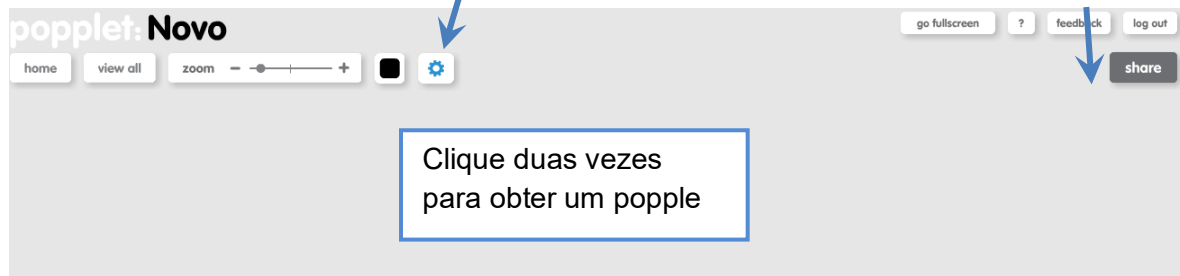 popplet: Novo
go fullscreen ? feedback log out
home view all zoom - + share
Clique duas vezes
para obter um popple